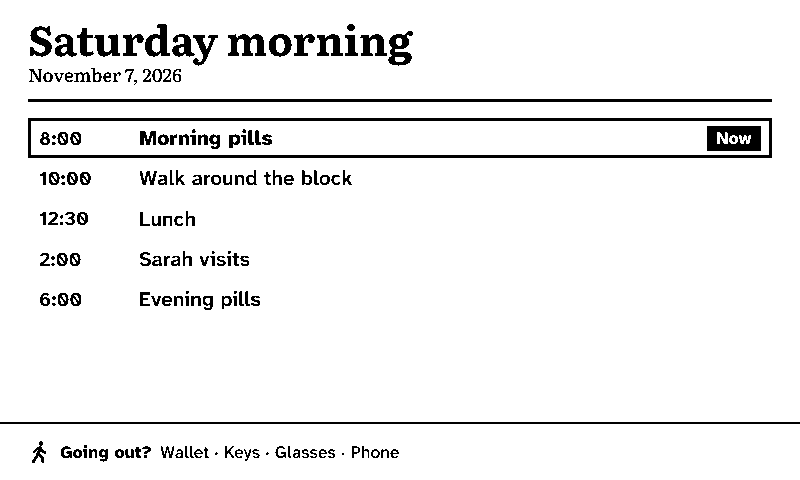 Saturday morning
November 7, 2026
8:00 Morning pills Now
10:00 Walk around the block
12:30 Lunch
2:00 Sarah visits
6:00 Evening pills
Going out? Wallet · Keys · Glasses · Phone